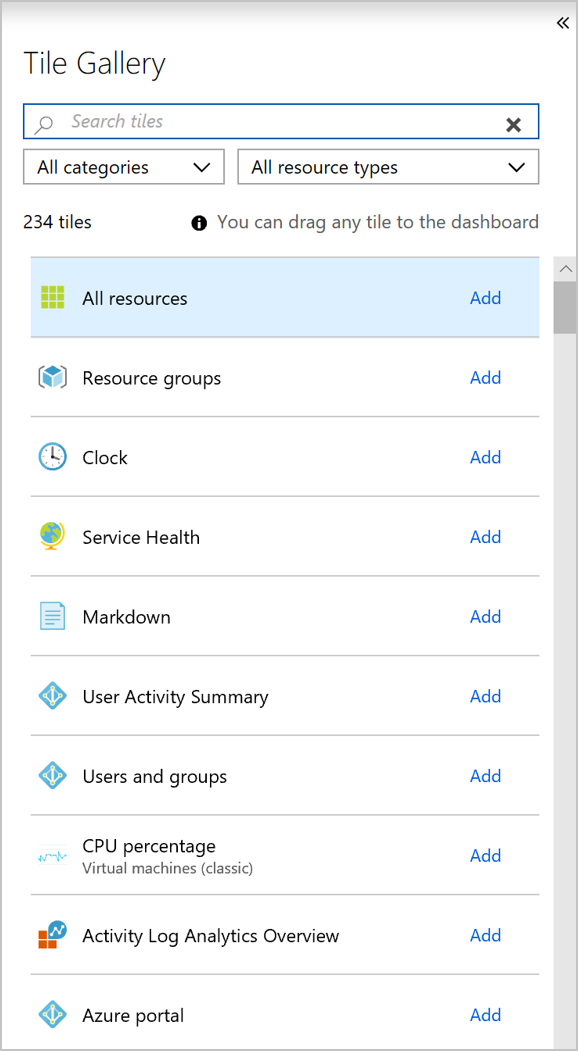 Tile Gallery
Search tiles
All categories
All resource types
234 tiles
You can drag any tile to the dashboard
All resources Add
Resource groups Add
Clock Add
Service Health Add
Markdown Add
User Activity Summary Add
Users and groups Add
CPU percentage
Virtual machines (classic)
Add
Activity Log Analytics Overview Add
Azure portal Add